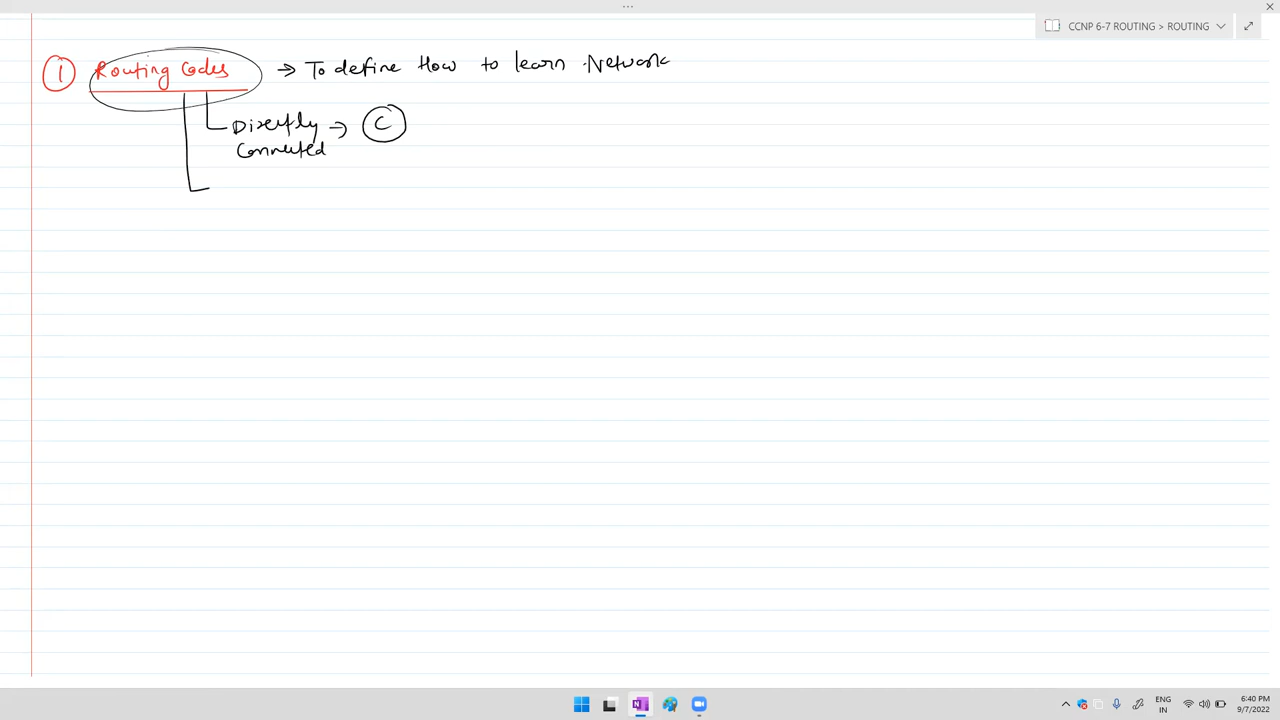 CCNP 6-7 ROUTING > ROUTING
① Routing Codes → To define How to learn Network
Directly → C
Connected
ENG
IN
6:40 PM
9/7/2022